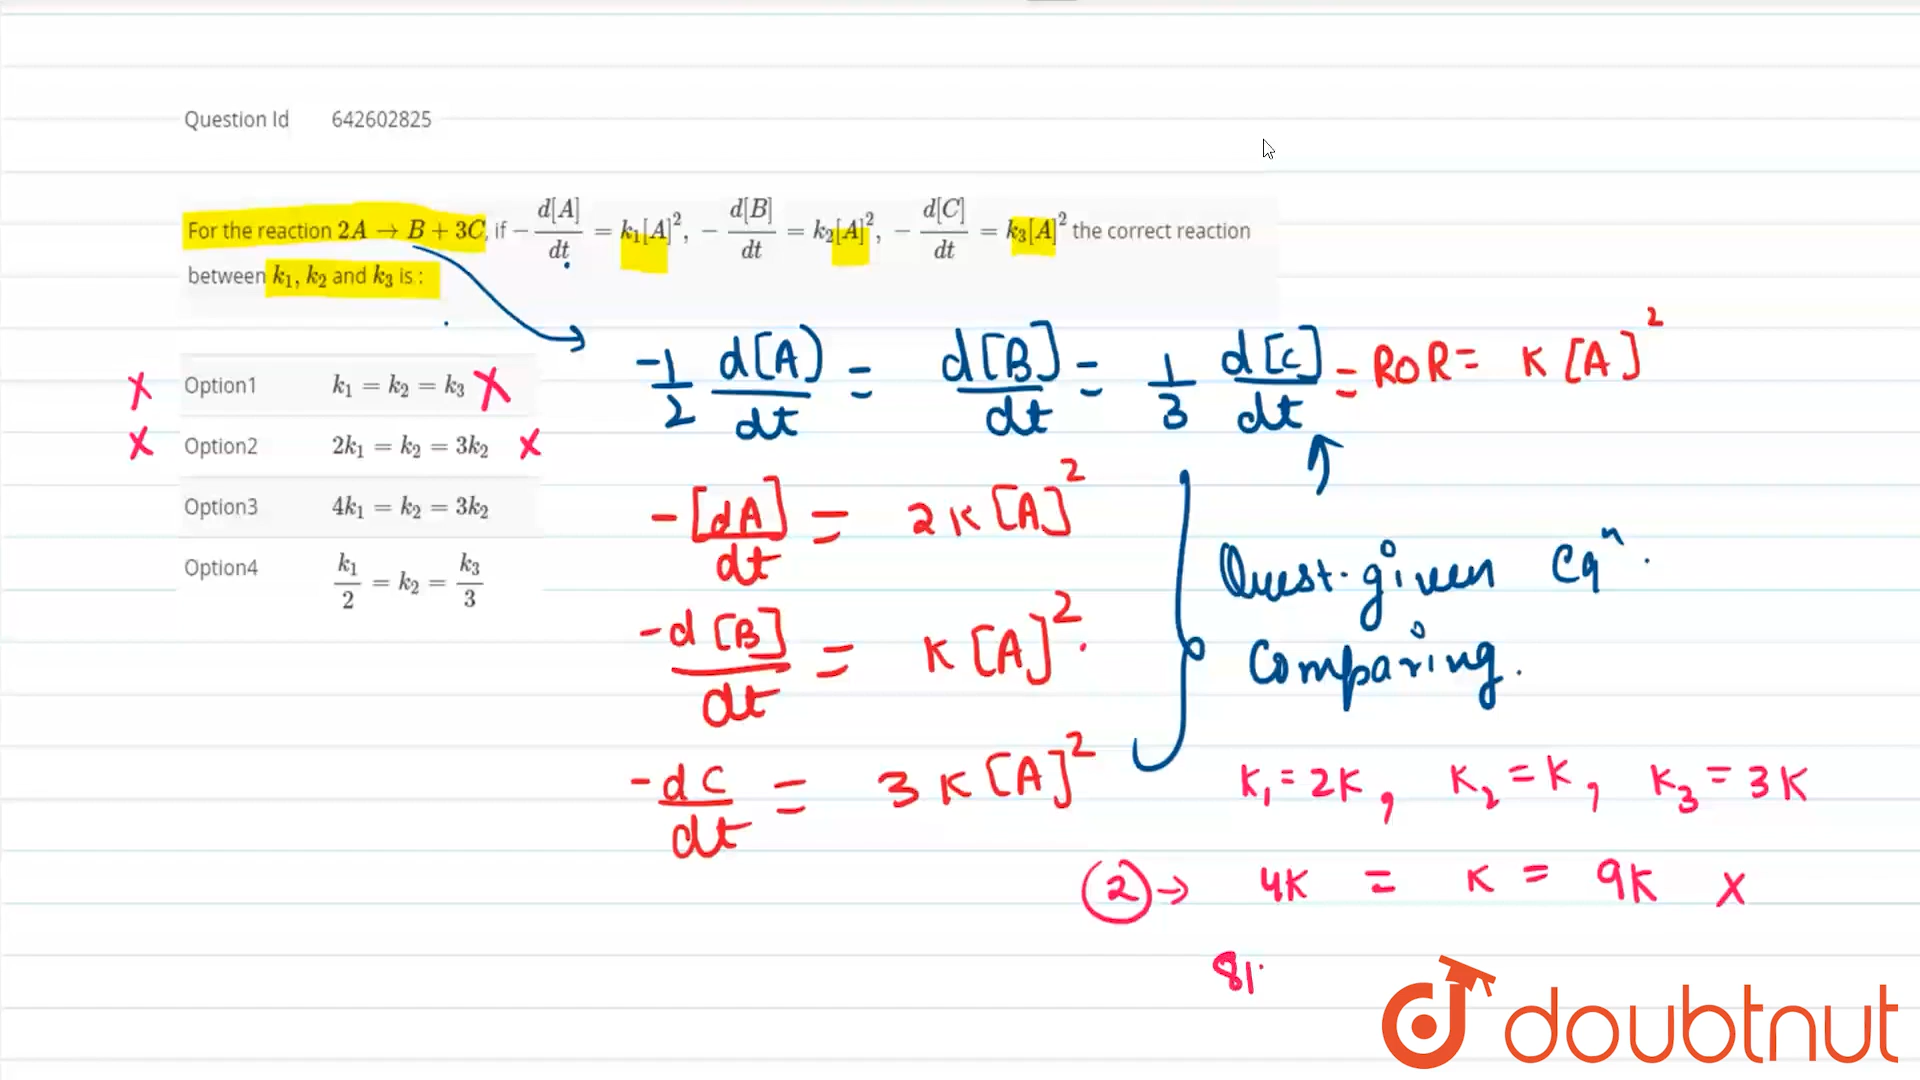 Question Id 642602825
For the reaction 2A → B + 3C, if −d[A]/dt = k₁[A]², −d[B]/dt = k₂[A]², −d[C]/dt = k₃[A]² the correct reaction
between k₁, k₂ and k₃ is :
X Option1 k₁ = k₂ = k₃ X
X Option2 2k₁ = k₂ = 3k₂ X
Option3 4k₁ = k₂ = 3k₂
Option4 k₁/2 = k₂ = k₃/3
-1/2 d[A]/dt = d[B]/dt = 1/3 d[C]/dt = ROR = K[A]²
-[dA]/dt = 2K[A]²
-d[B]/dt = K[A]².
-dC/dt = 3K[A]²
Quest. given Eqⁿ.
Comparing.
K₁=2K, K₂=K, K₃=3K
2 → 4K = K = 9K X
81
doubtnut